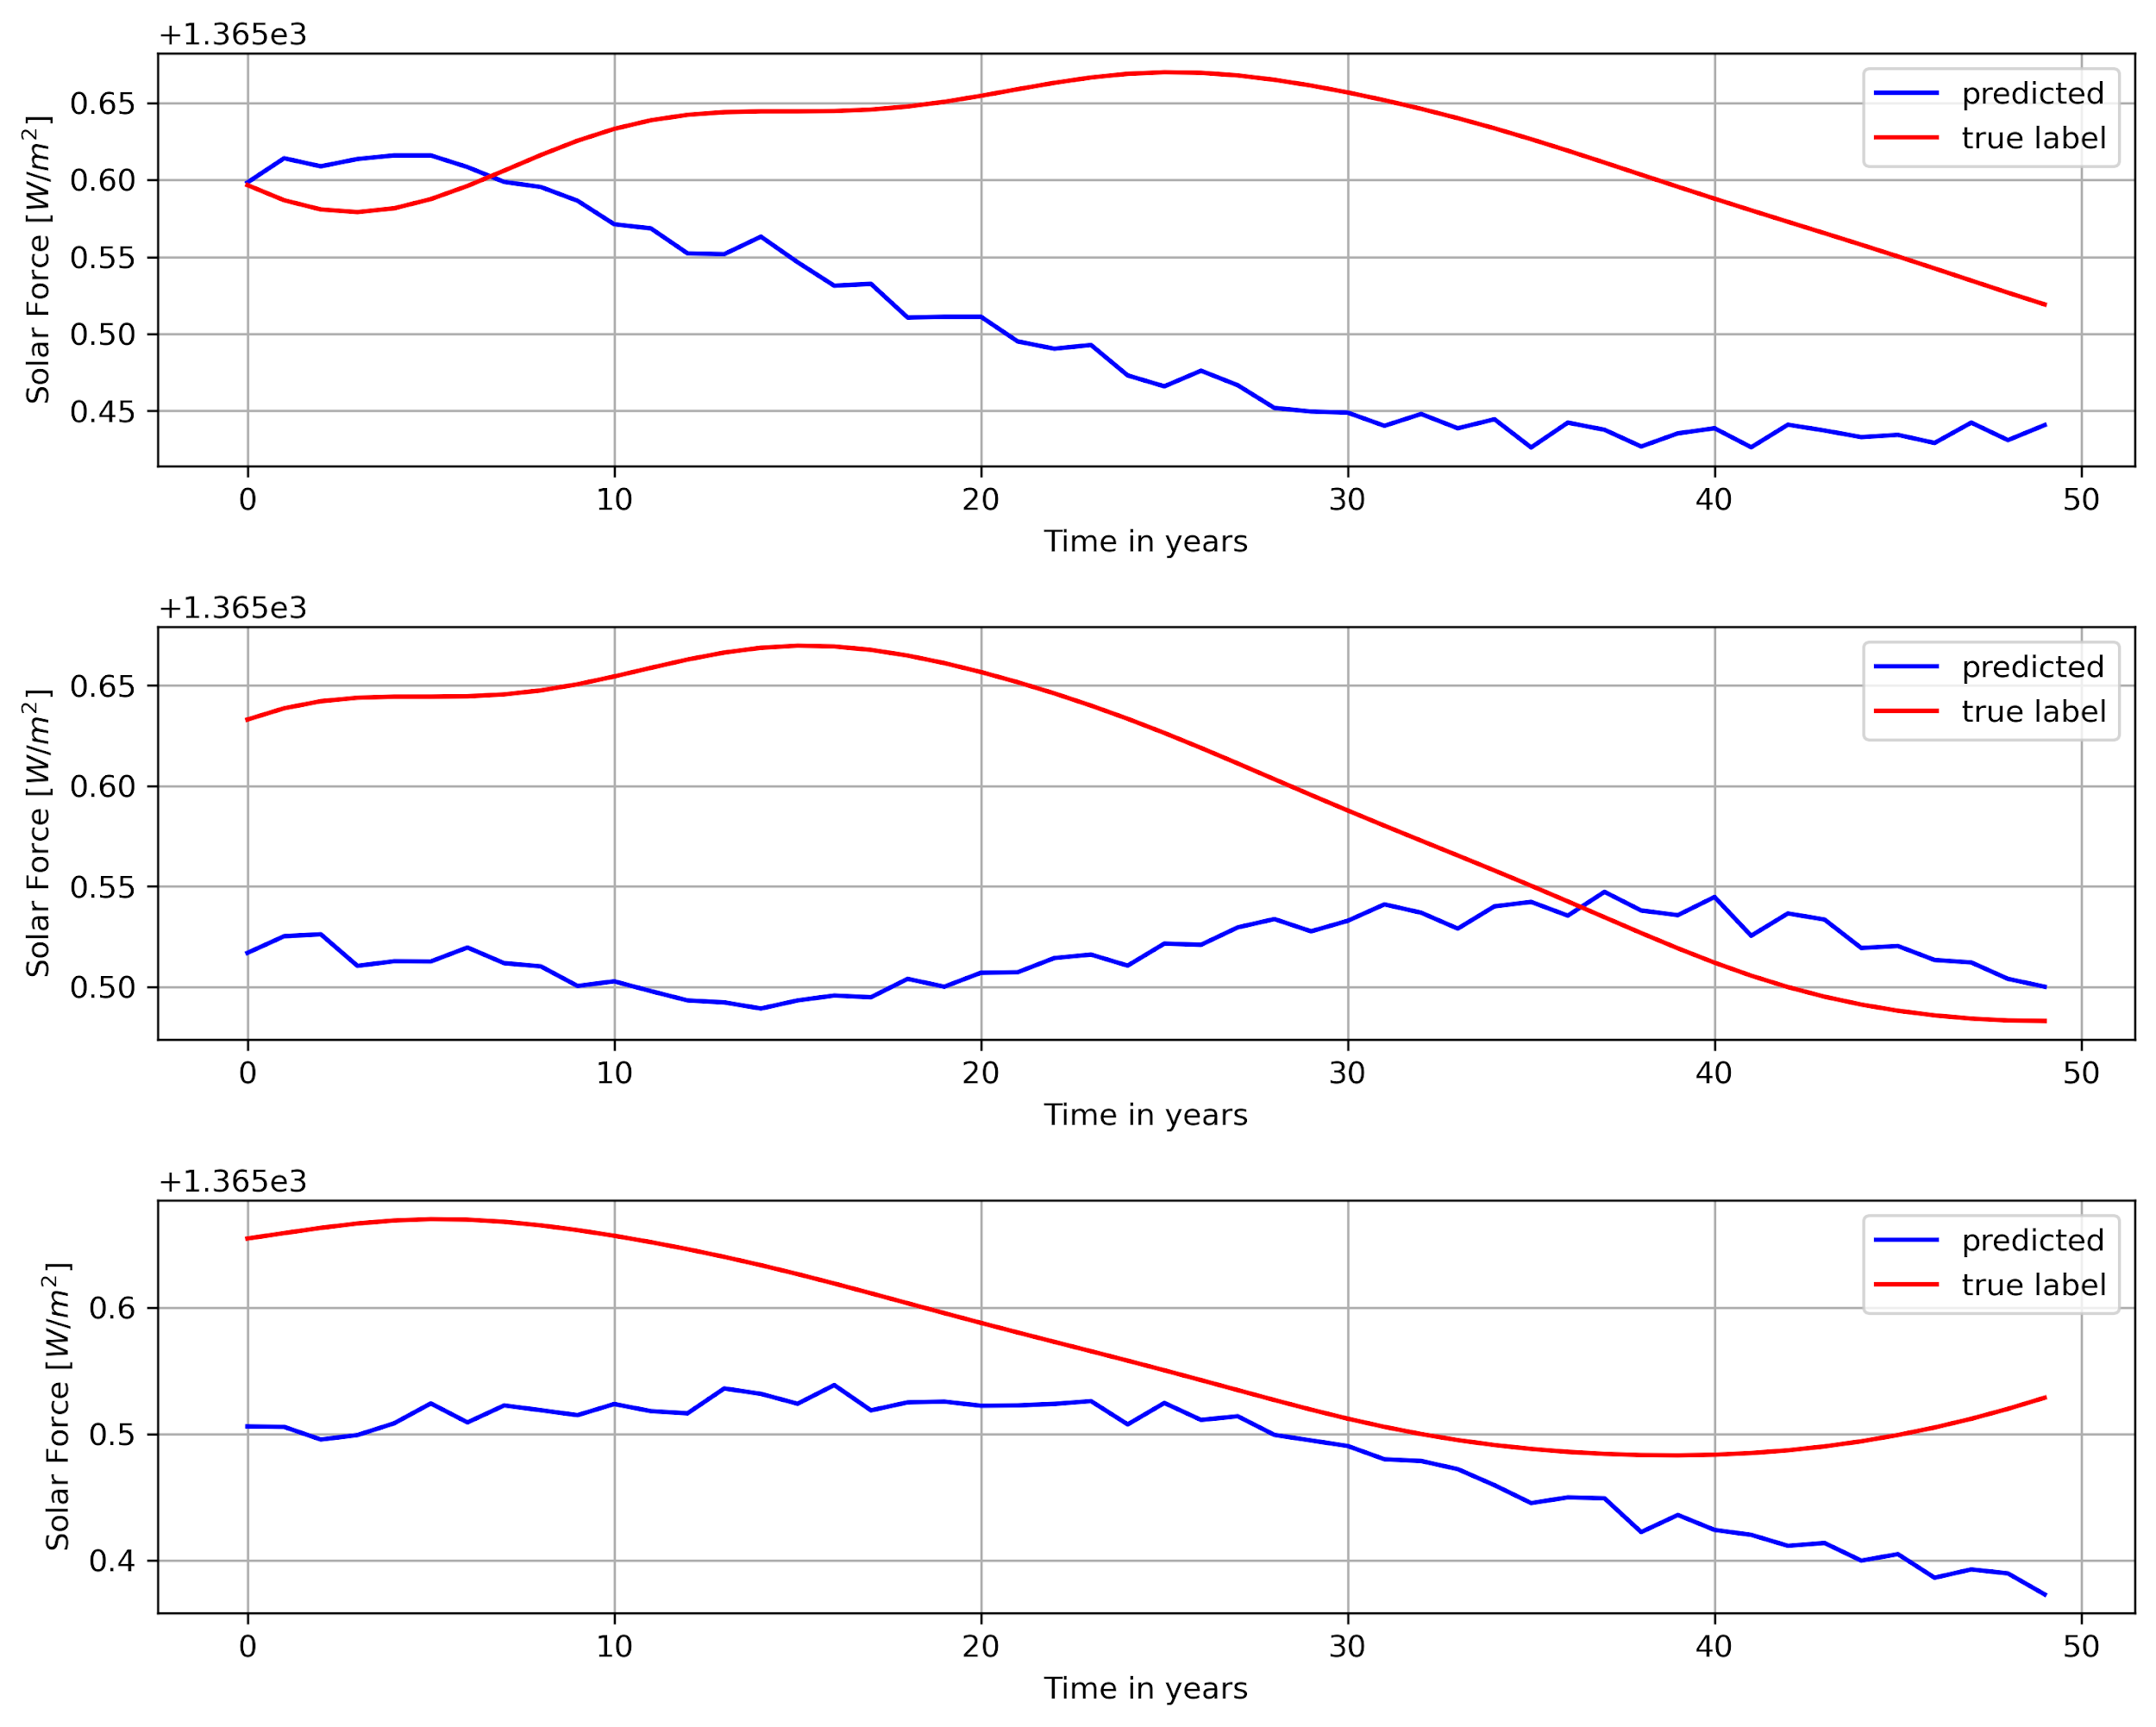 +1.365e3
0.65
0.60
0.55
0.50
0.45
Solar Force [W/m²]
predicted
true label
0 10 20 30 40 50
Time in years
+1.365e3
0.65
0.60
0.55
0.50
Solar Force [W/m²]
predicted
true label
0 10 20 30 40 50
Time in years
+1.365e3
0.6
0.5
0.4
Solar Force [W/m²]
predicted
true label
0 10 20 30 40 50
Time in years